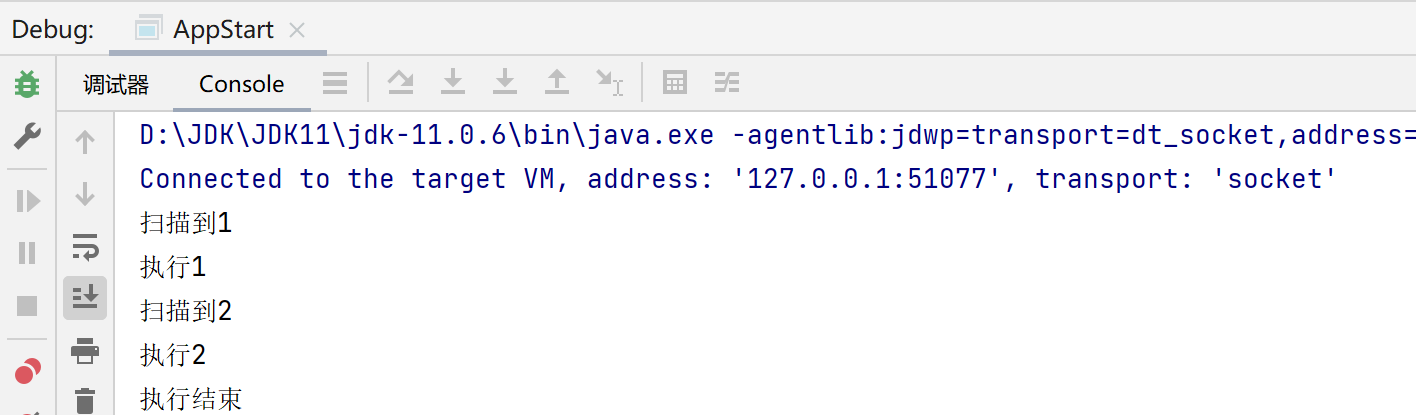 Debug: AppStart
调试器 Console
D:\JDK\JDK11\jdk-11.0.6\bin\java.exe -agentlib:jdwp=transport=dt_socket,address=
Connected to the target VM, address: '127.0.0.1:51077', transport: 'socket'
扫描到1
执行1
扫描到2
执行2
执行结束